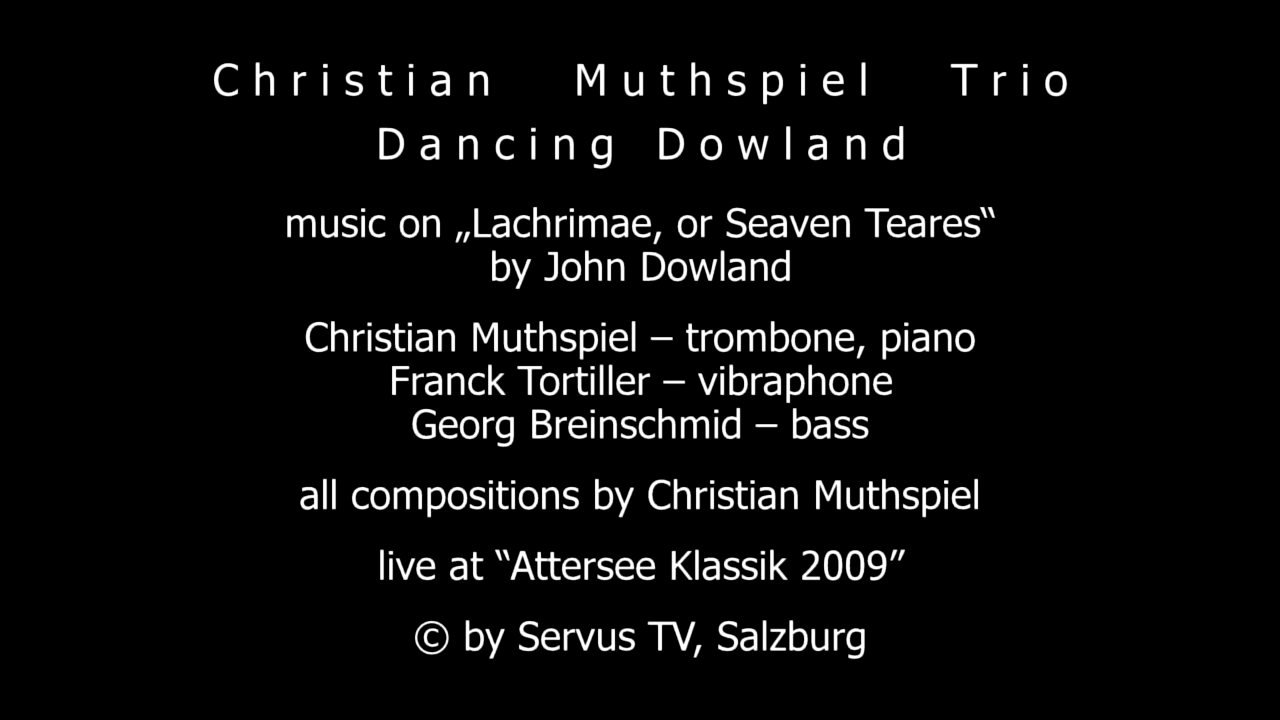 Christian Muthspiel Trio
Dancing Dowland
music on „Lachrimae, or Seaven Teares“
by John Dowland
Christian Muthspiel – trombone, piano
Franck Tortiller – vibraphone
Georg Breinschmid – bass
all compositions by Christian Muthspiel
live at “Attersee Klassik 2009”
© by Servus TV, Salzburg